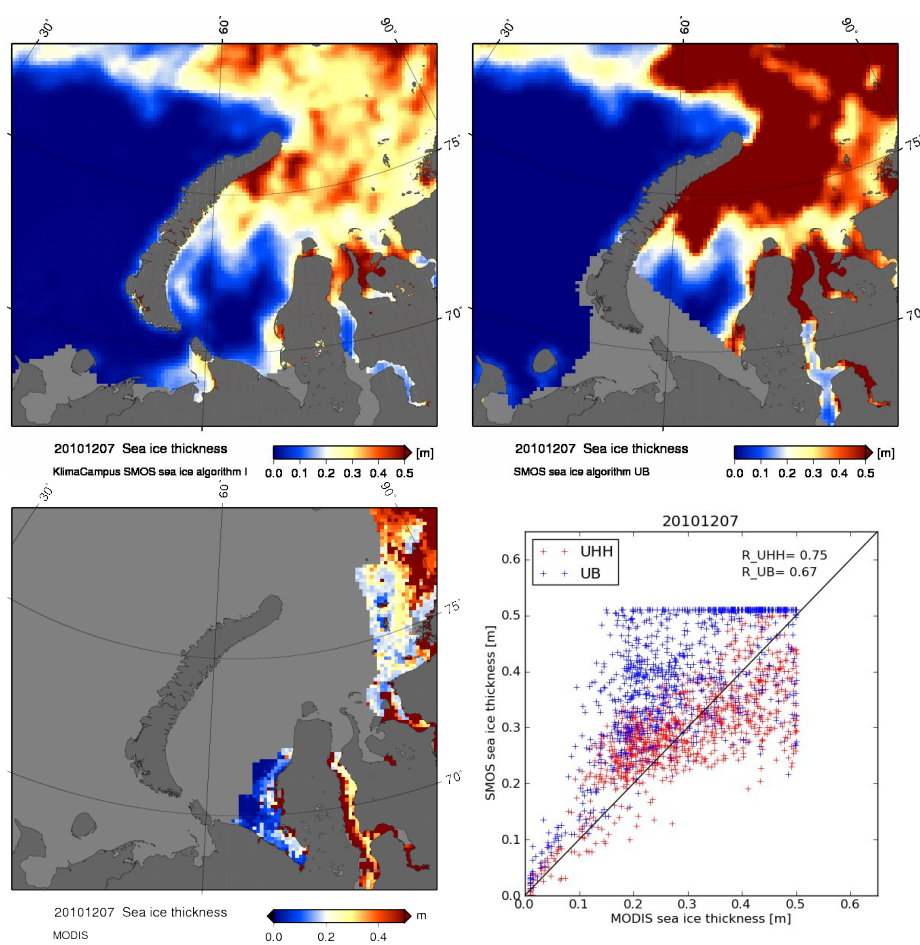 30˚
60˚
90˚
75˚
70˚
20101207 Sea ice thickness
KlimaCampus SMOS sea ice algorithm I
[m]
0.0 0.1 0.2 0.3 0.4 0.5
30˚
60˚
90˚
75˚
70
20101207 Sea ice thickness
SMOS sea ice algorithm UB
[m]
0.0 0.1 0.2 0.3 0.4 0.5
30˚
60˚
90˚
75˚
70˚
20101207 Sea ice thickness
MODIS
m
0.0 0.2 0.4
20101207
UHH
UB
R_UHH= 0.75
R_UB= 0.67
SMOS sea ice thickness [m]
0.6
0.5
0.4
0.3
0.2
0.1
0.0
0.0 0.1 0.2 0.3 0.4 0.5 0.6
MODIS sea ice thickness [m]